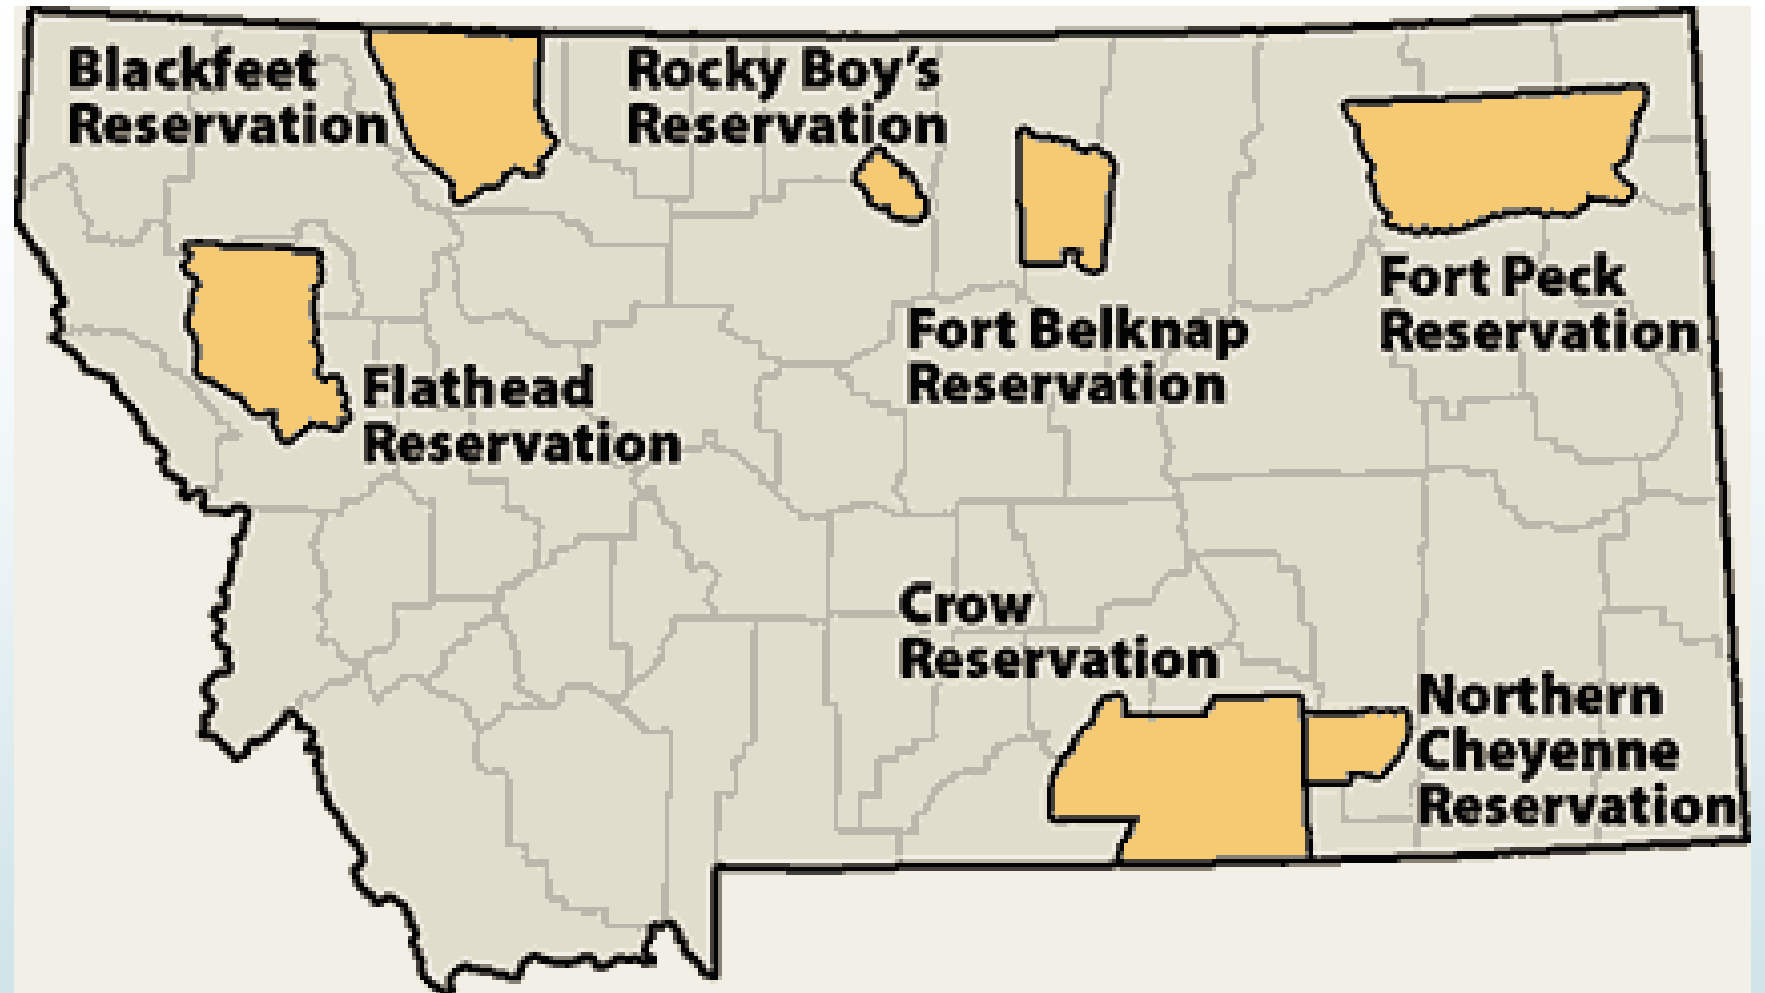 Blackfeet
Reservation
Rocky Boy's
Reservation
Fort Peck
Reservation
Fort Belknap
Reservation
Flathead
Reservation
Crow
Reservation
Northern
Cheyenne
Reservation